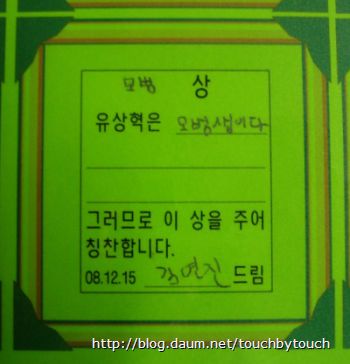 모범 상
유상혁은 모범생이다
그러므로 이 상을 주어
칭찬합니다.
08.12.15 김연진 드림
http://blog.daum.net/touchbytouch